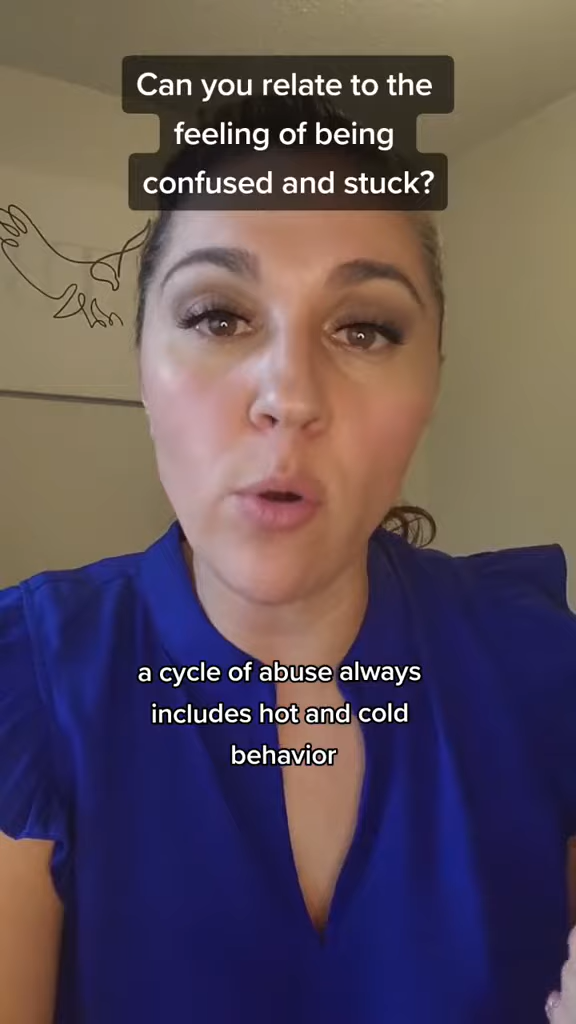 Can you relate to the
feeling of being
confused and stuck?
a cycle of abuse always
includes hot and cold
behavior